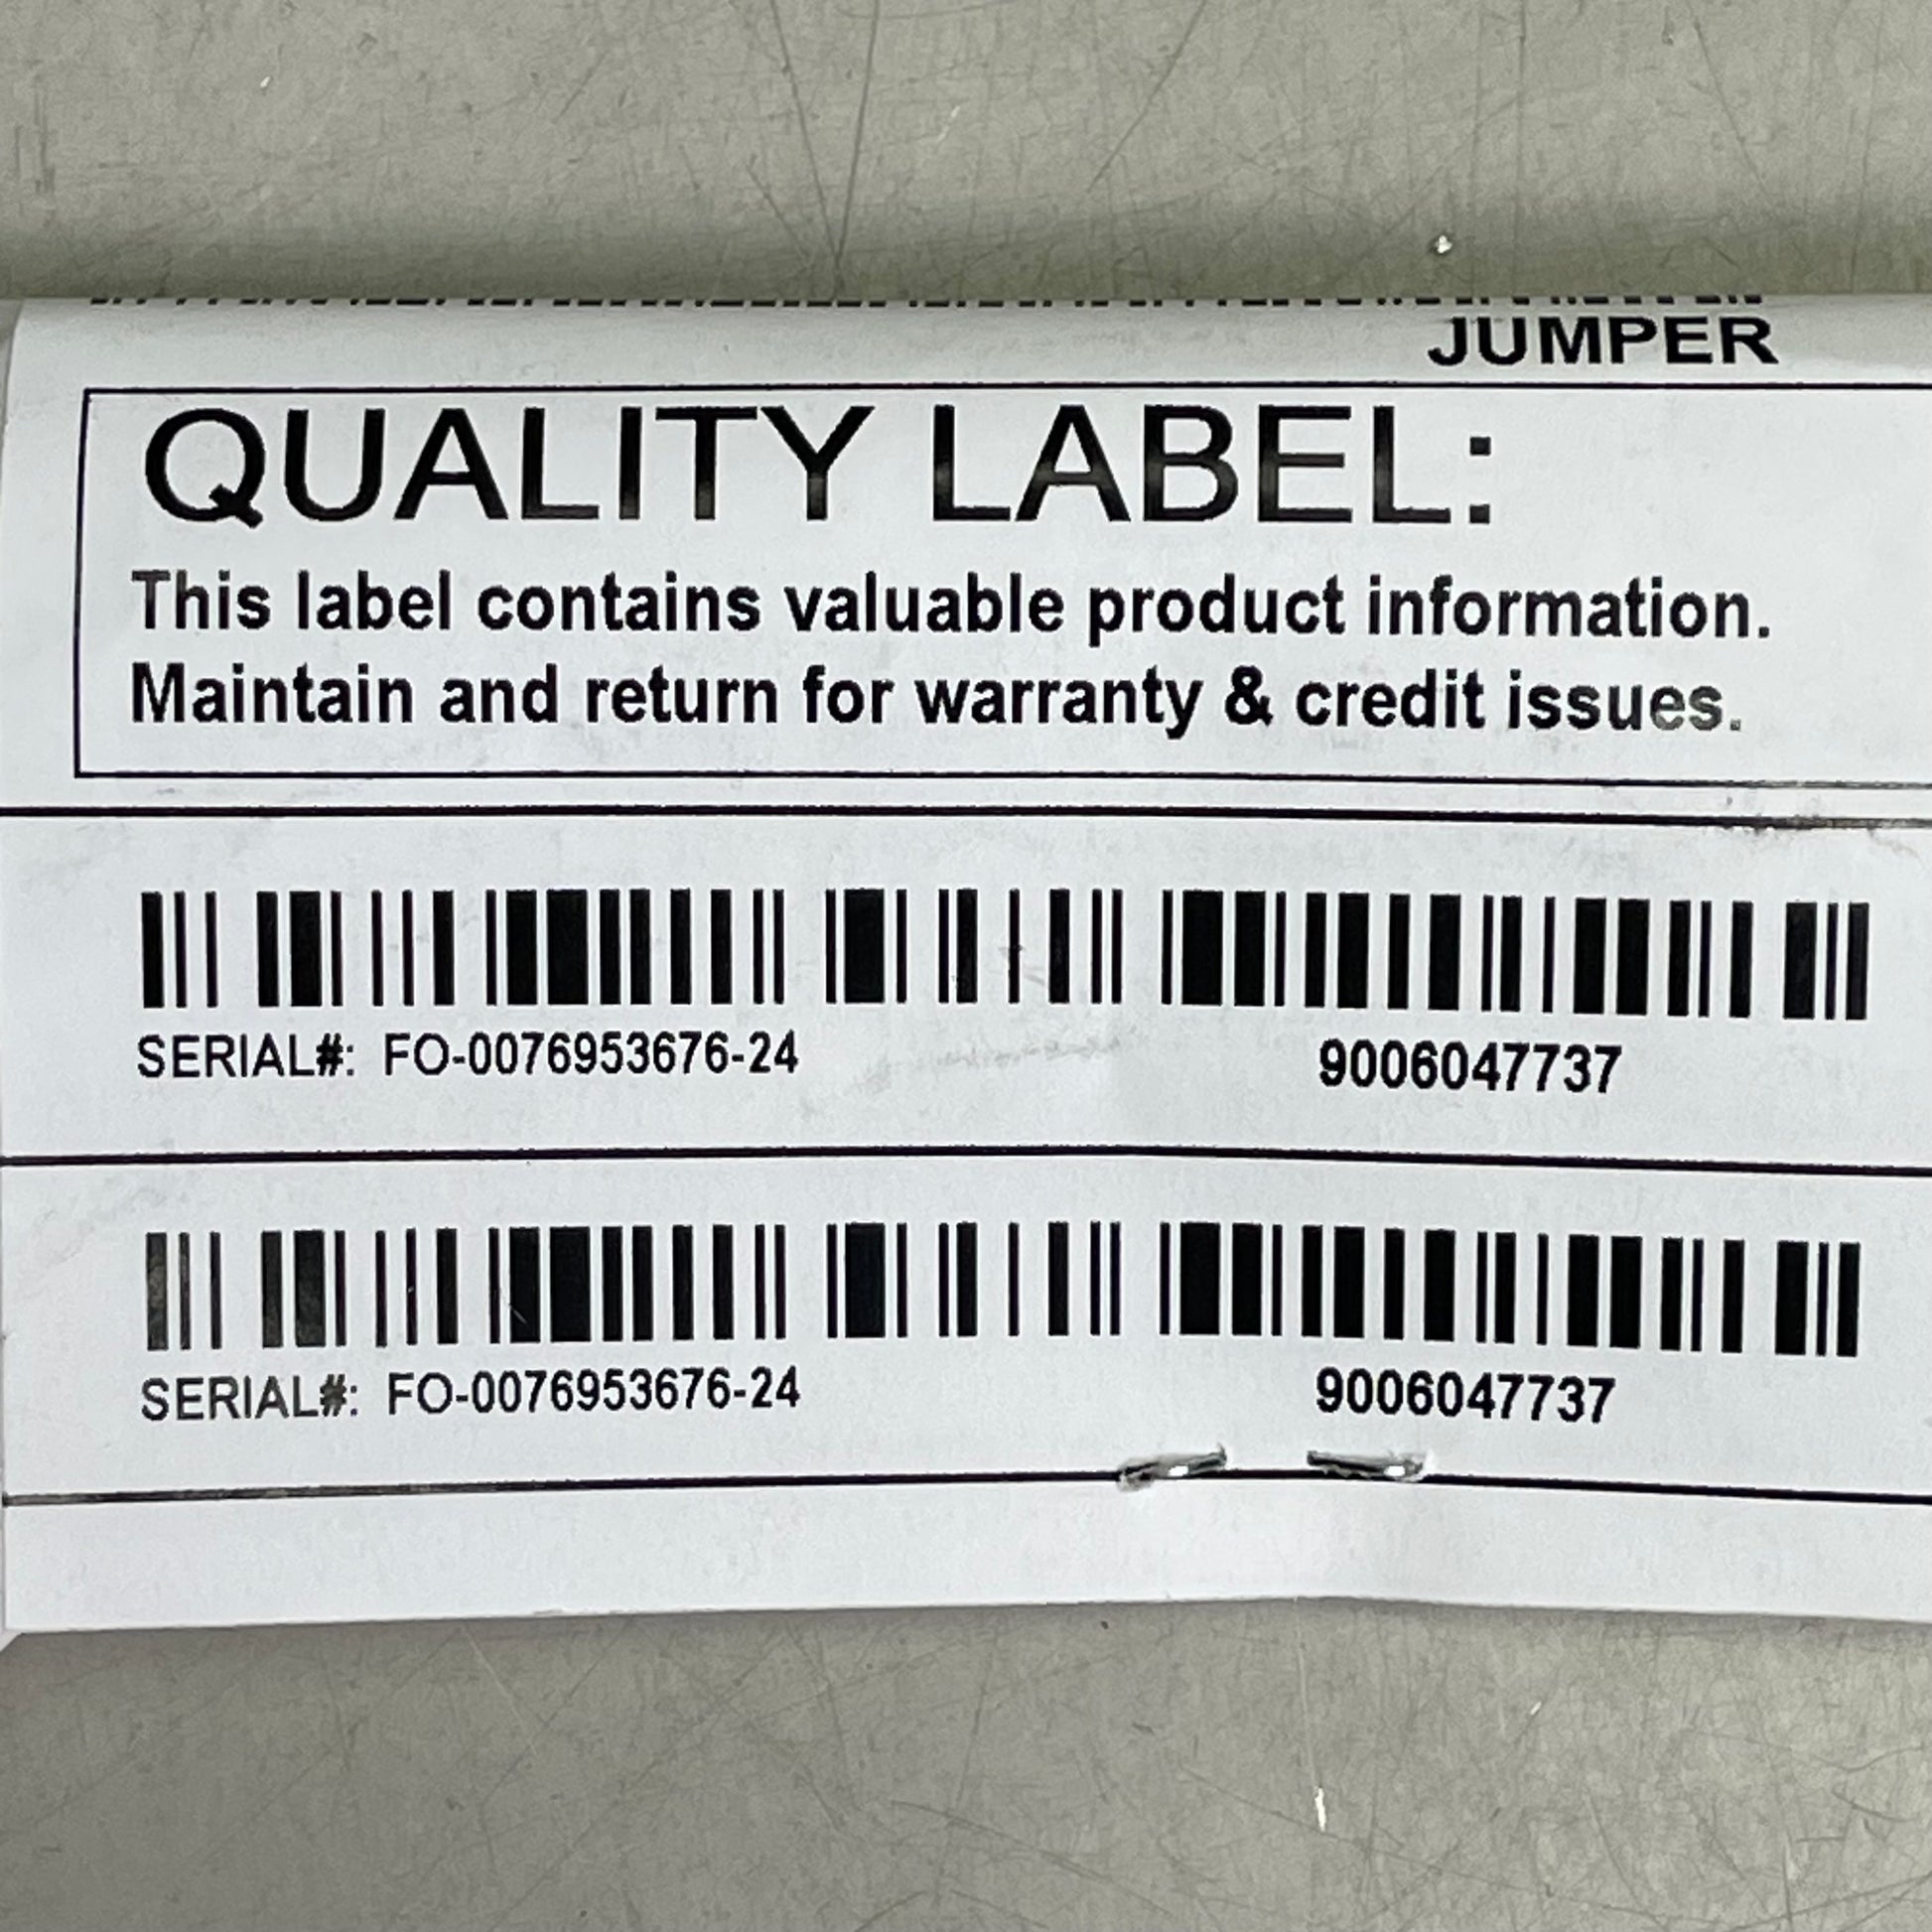 JUMPER
QUALITY LABEL:
This label contains valuable product information.
Maintain and return for warranty & credit issues.
SERIAL#: FO-0076953676-24 9006047737
SERIAL#: FO-0076953676-24 9006047737